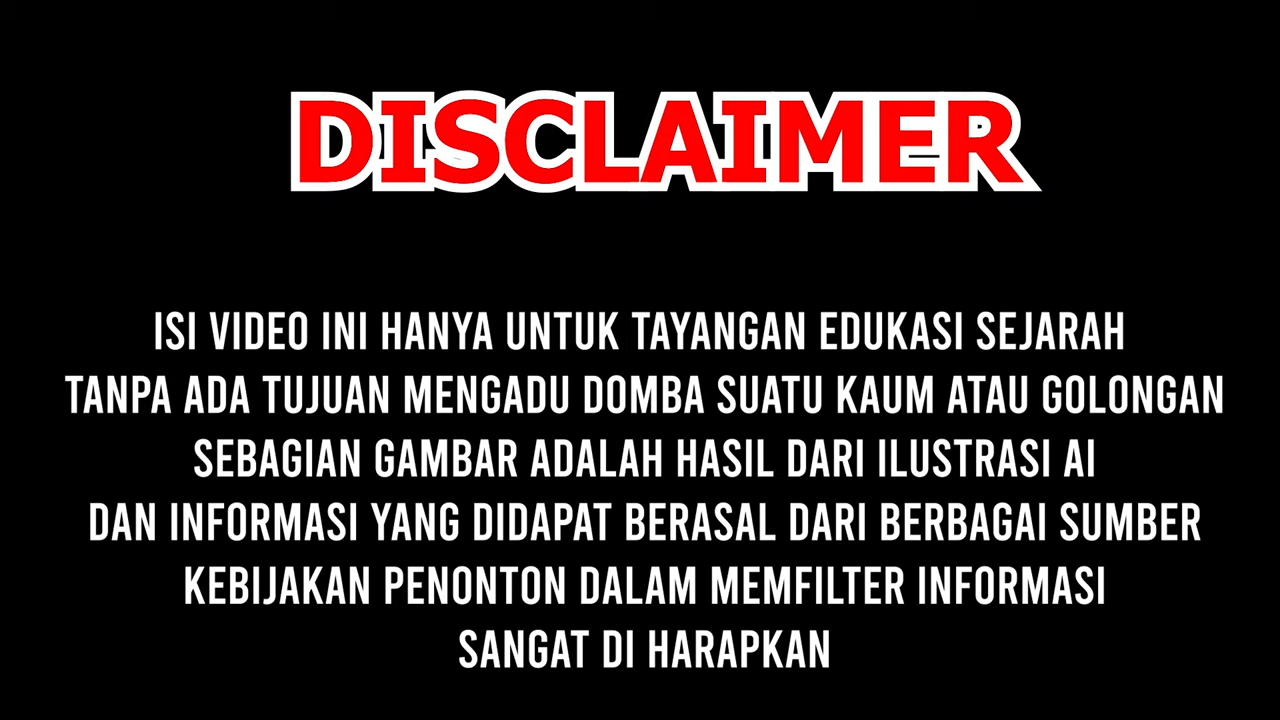 DISCLAIMER
ISI VIDEO INI HANYA UNTUK TAYANGAN EDUKASI SEJARAH
TANPA ADA TUJUAN MENGADU DOMBA SUATU KAUM ATAU GOLONGAN
SEBAGIAN GAMBAR ADALAH HASIL DARI ILUSTRASI AI
DAN INFORMASI YANG DIDAPAT BERASAL DARI BERBAGAI SUMBER
KEBIJAKAN PENONTON DALAM MEMFILTER INFORMASI
SANGAT DI HARAPKAN